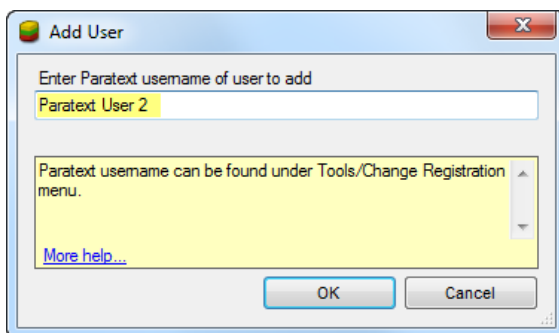 Add User
Enter Paratext username of user to add
Paratext User 2
Paratext username can be found under Tools/Change Registration
menu.
More help...
OK Cancel